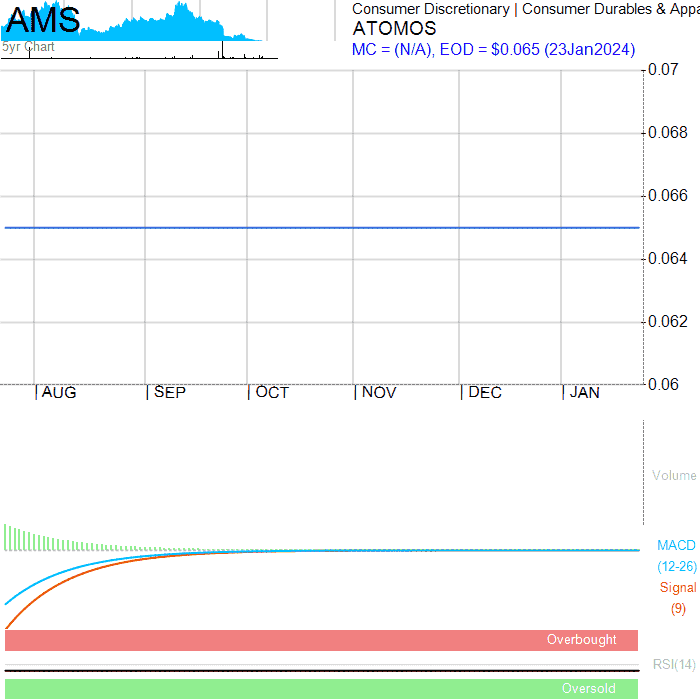 AMS
Consumer Discretionary | Consumer Durables & Appa
ATOMOS
MC = (N/A), EOD = $0.065 (23Jan2024)
5yr Chart
0.07
0.068
0.066
0.064
0.062
0.06
AUG SEP OCT NOV DEC JAN
Volume
MACD
(12-26)
Signal
(9)
Overbought
RSI(14)
Oversold